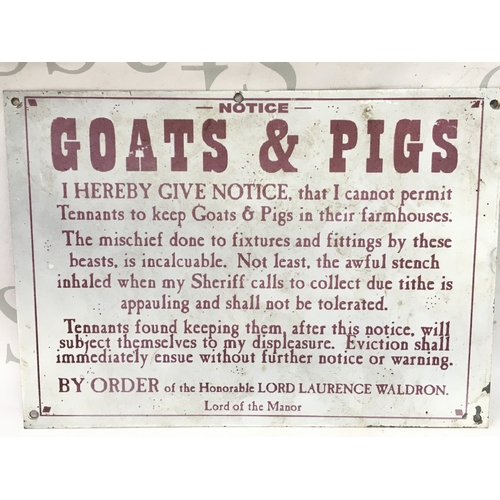 — NOTICE —
GOATS & PIGS
I HEREBY GIVE NOTICE, that I cannot permit
Tennants to keep Goats & Pigs in their farmhouses.
The mischief done to fixtures and fittings by these
beasts, is incalcuable. Not least, the awful stench
inhaled when my Sheriff calls to collect due tithe is
appauling and shall not be tolerated.
Tennants found keeping them, after this notice, will
subject themselves to my displeasure. Eviction shall
immediately ensue without further notice or warning.
BY ORDER of the Honorable LORD LAURENCE WALDRON.
Lord of the Manor